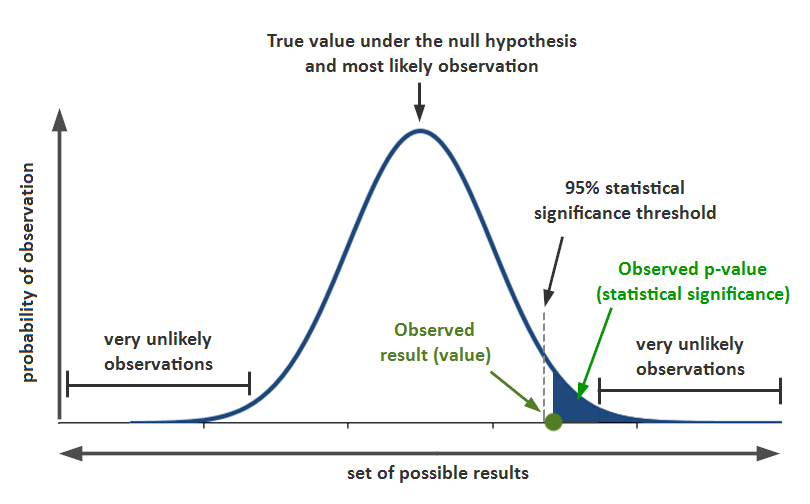 True value under the null hypothesis
and most likely observation
probability of observation
95% statistical
significance threshold
Observed p-value
(statistical significance)
Observed
result (value)
very unlikely
observations
very unlikely
observations
set of possible results